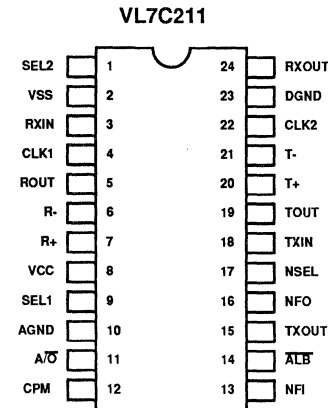 VL7C211
SEL2 1 24 RXOUT
VSS 2 23 DGND
RXIN 3 22 CLK2
CLK1 4 21 T-
ROUT 5 20 T+
R- 6 19 TOUT
R+ 7 18 TXIN
VCC 8 17 NSEL
SEL1 9 16 NFO
AGND 10 15 TXOUT
A/O̅ 11 14 A̅L̅B̅
CPM 12 13 NFI